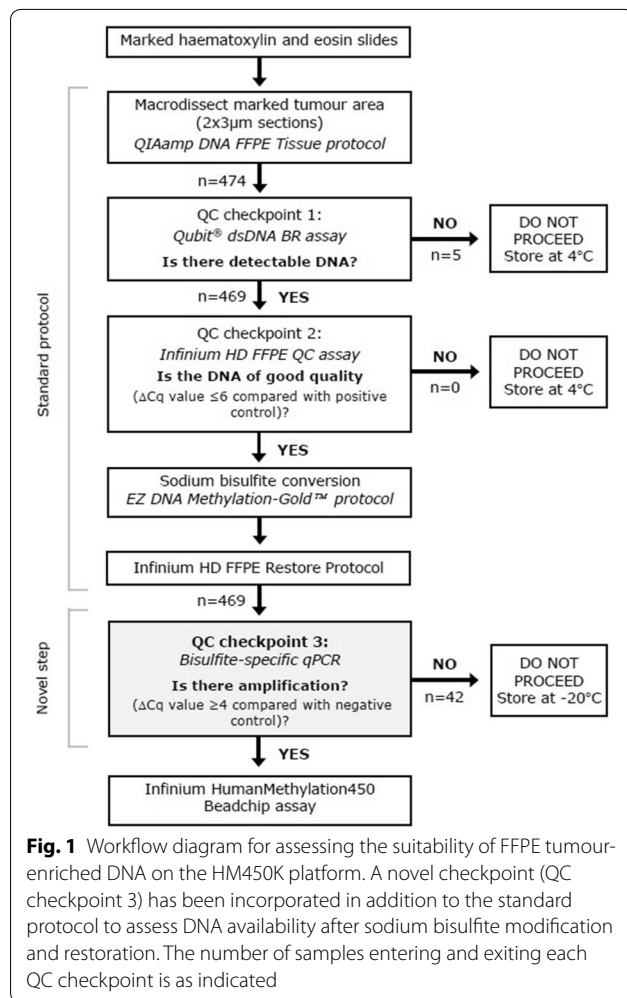 Marked haematoxylin and eosin slides
Macrodissect marked tumour area
(2x3µm sections)
QIAamp DNA FFPE Tissue protocol
n=474
QC checkpoint 1:
Qubit® dsDNA BR assay
Is there detectable DNA?
NO
n=5
DO NOT
PROCEED
Store at 4°C
n=469
YES
QC checkpoint 2:
Infinium HD FFPE QC assay
Is the DNA of good quality
(ΔCq value ≤6 compared with positive
control)?
NO
n=0
DO NOT
PROCEED
Store at 4°C
YES
Sodium bisulfite conversion
EZ DNA Methylation-Gold™ protocol
Infinium HD FFPE Restore Protocol
Standard protocol
n=469
QC checkpoint 3:
Bisulfite-specific qPCR
Is there amplification?
(ΔCq value ≥4 compared with negative
control)?
NO
n=42
DO NOT
PROCEED
Store at -20°C
Novel step
YES
Infinium HumanMethylation450
Beadchip assay
Fig. 1 Workflow diagram for assessing the suitability of FFPE tumour-
enriched DNA on the HM450K platform. A novel checkpoint (QC
checkpoint 3) has been incorporated in addition to the standard
protocol to assess DNA availability after sodium bisulfite modification
and restoration. The number of samples entering and exiting each
QC checkpoint is as indicated